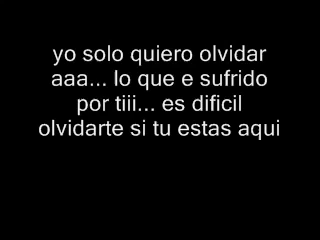 yo solo quiero olvidar
aaa... lo que e sufrido
por tiii... es dificil
olvidarte si tu estas aqui